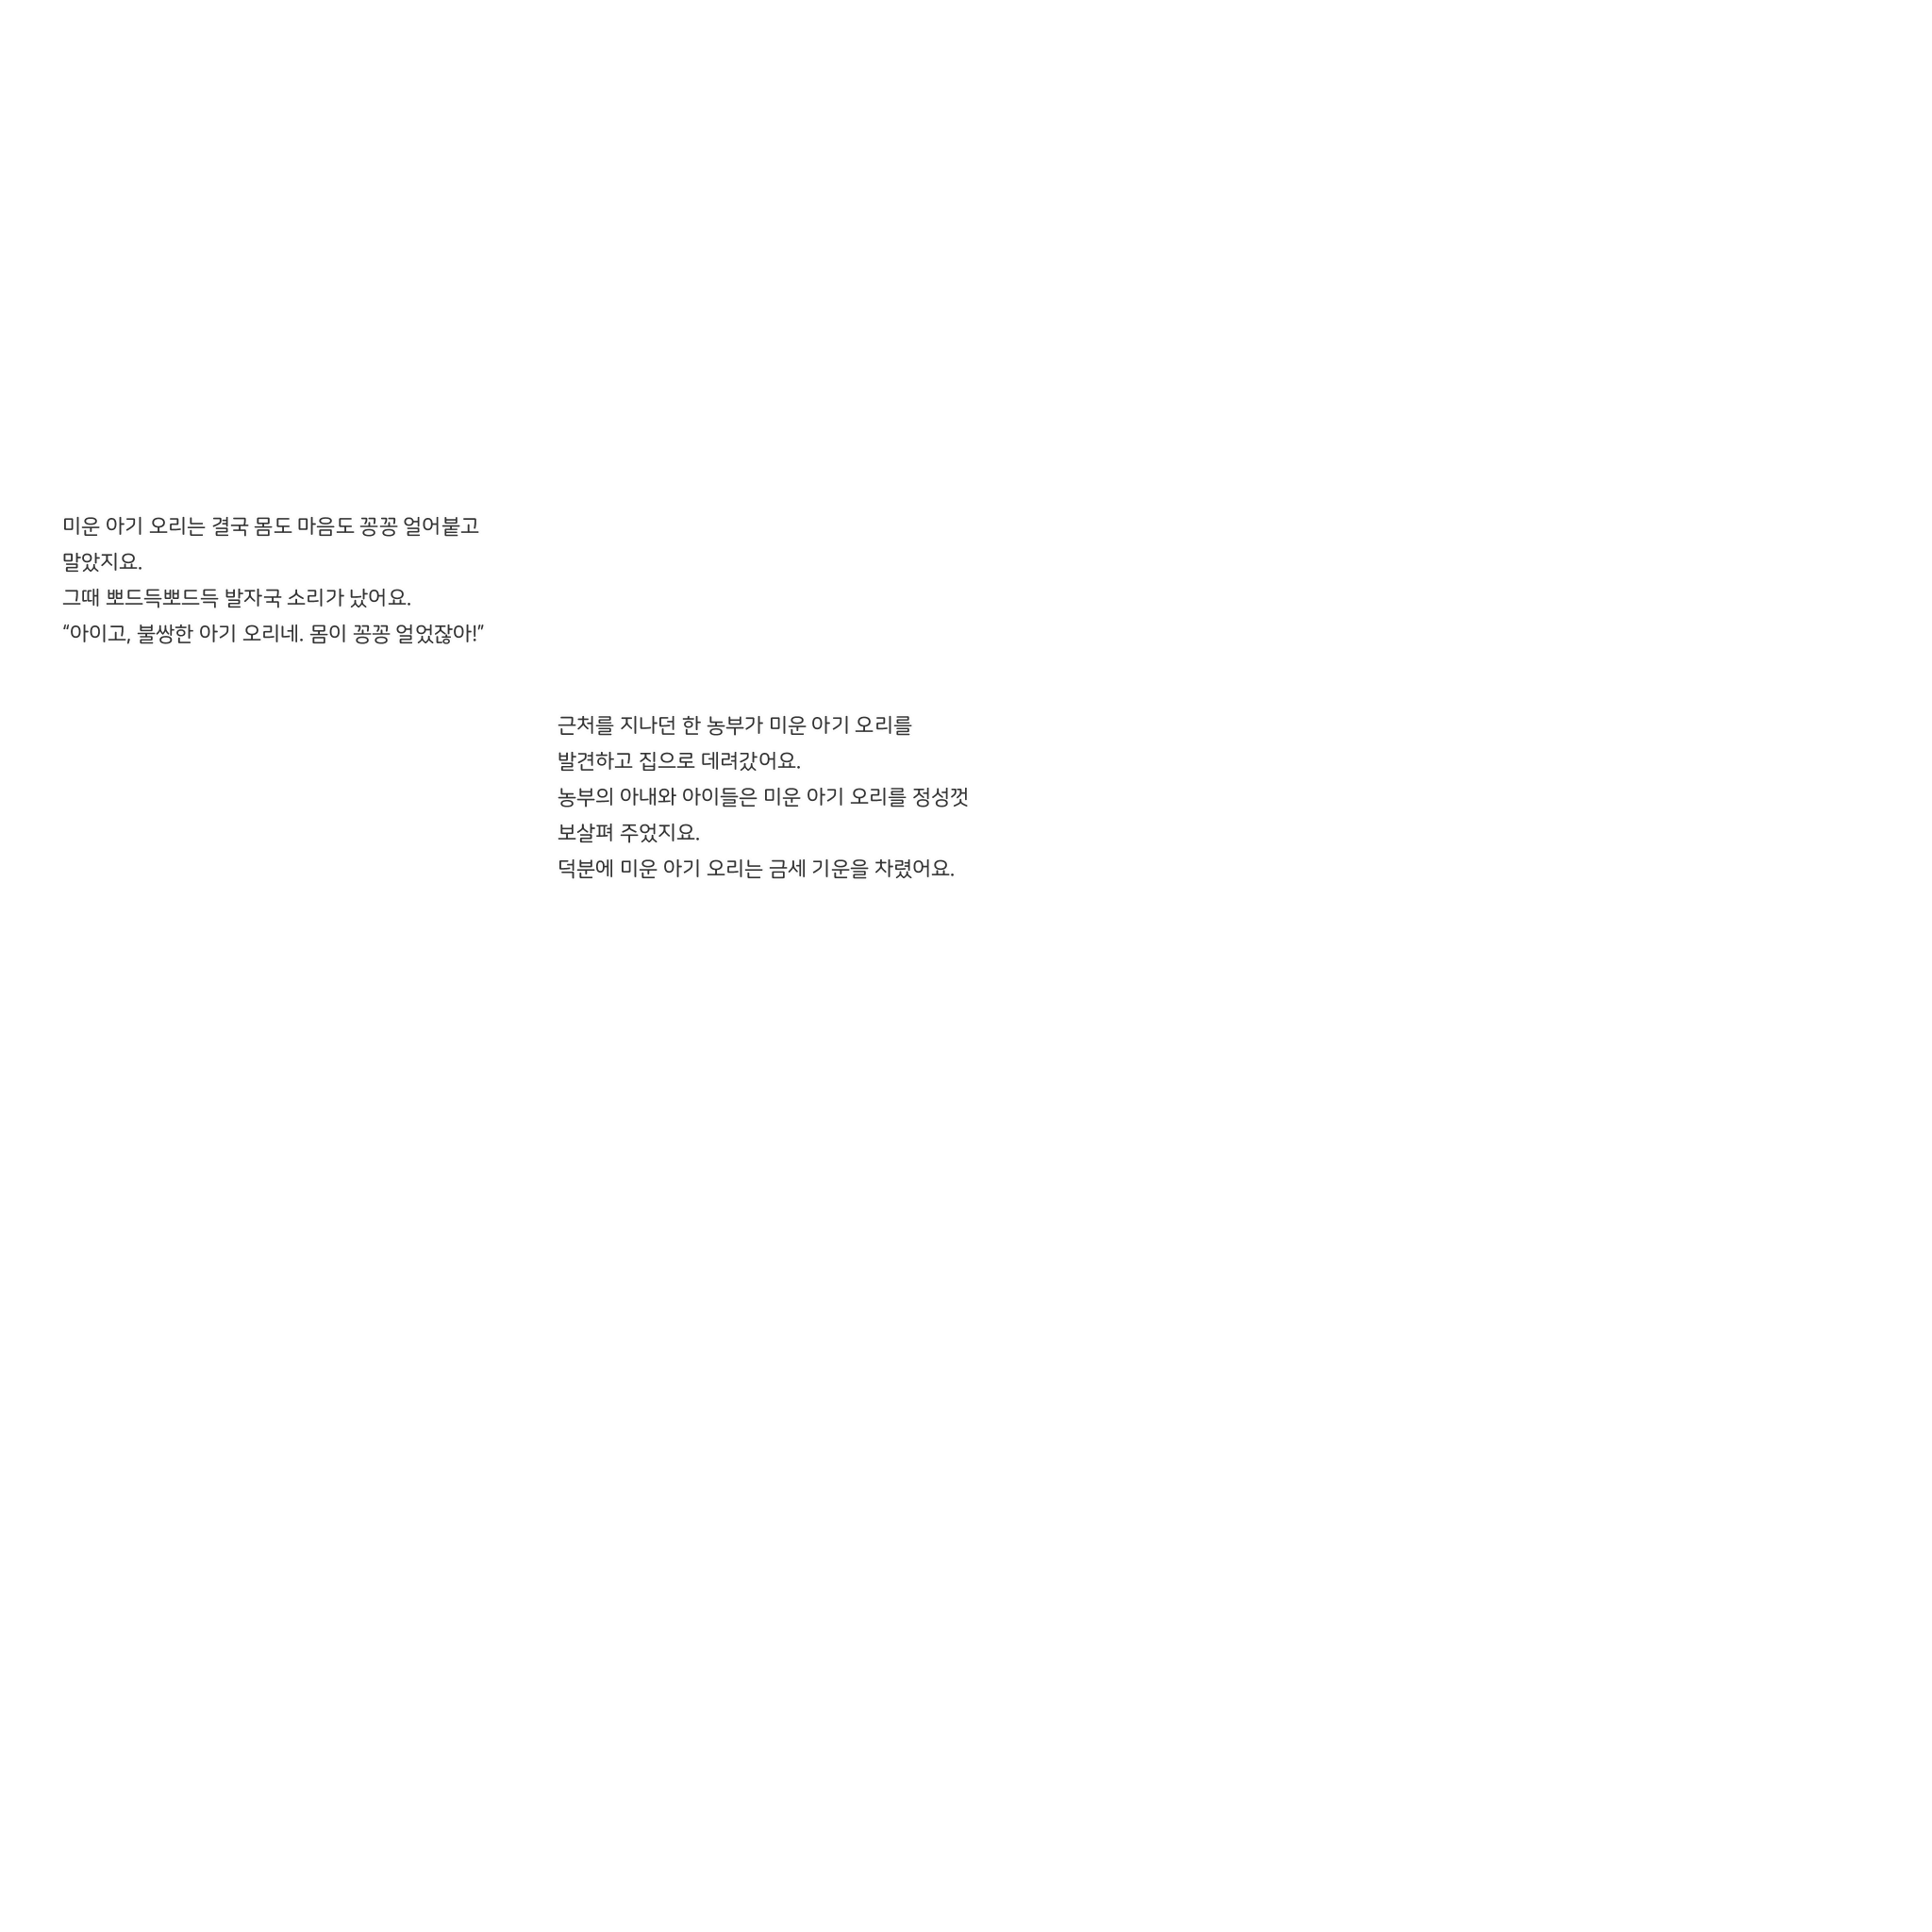 미운 아기 오리는 결국 몸도 마음도 꽁꽁 얼어붙고
말았지요.
그때 뽀드득뽀드득 발자국 소리가 났어요.
“아이고, 불쌍한 아기 오리네. 몸이 꽁꽁 얼었잖아!”
근처를 지나던 한 농부가 미운 아기 오리를
발견하고 집으로 데려갔어요.
농부의 아내와 아이들은 미운 아기 오리를 정성껏
보살펴 주었지요.
덕분에 미운 아기 오리는 금세 기운을 차렸어요.